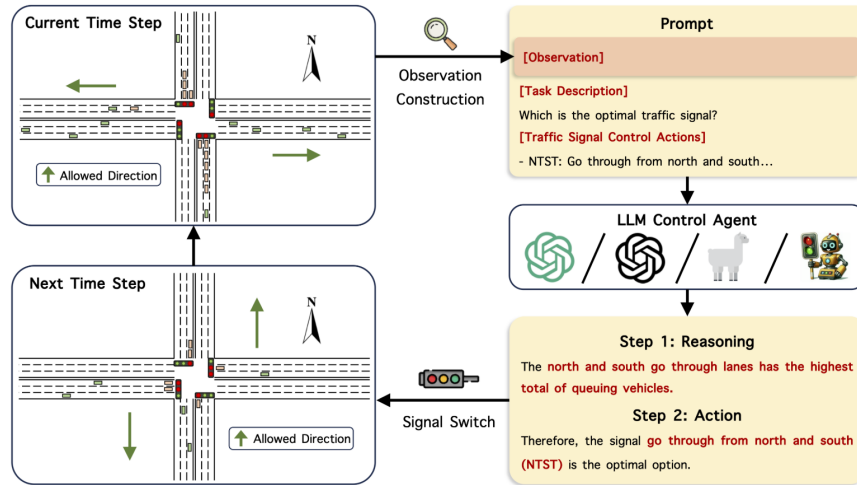 Current Time Step
N
Allowed Direction
Observation
Construction
Prompt
[Observation]
[Task Description]
Which is the optimal traffic signal?
[Traffic Signal Control Actions]
- NTST: Go through from north and south...
LLM Control Agent
Next Time Step
N
Allowed Direction
Signal Switch
Step 1: Reasoning
The north and south go through lanes has the highest
total of queuing vehicles.
Step 2: Action
Therefore, the signal go through from north and south
(NTST) is the optimal option.